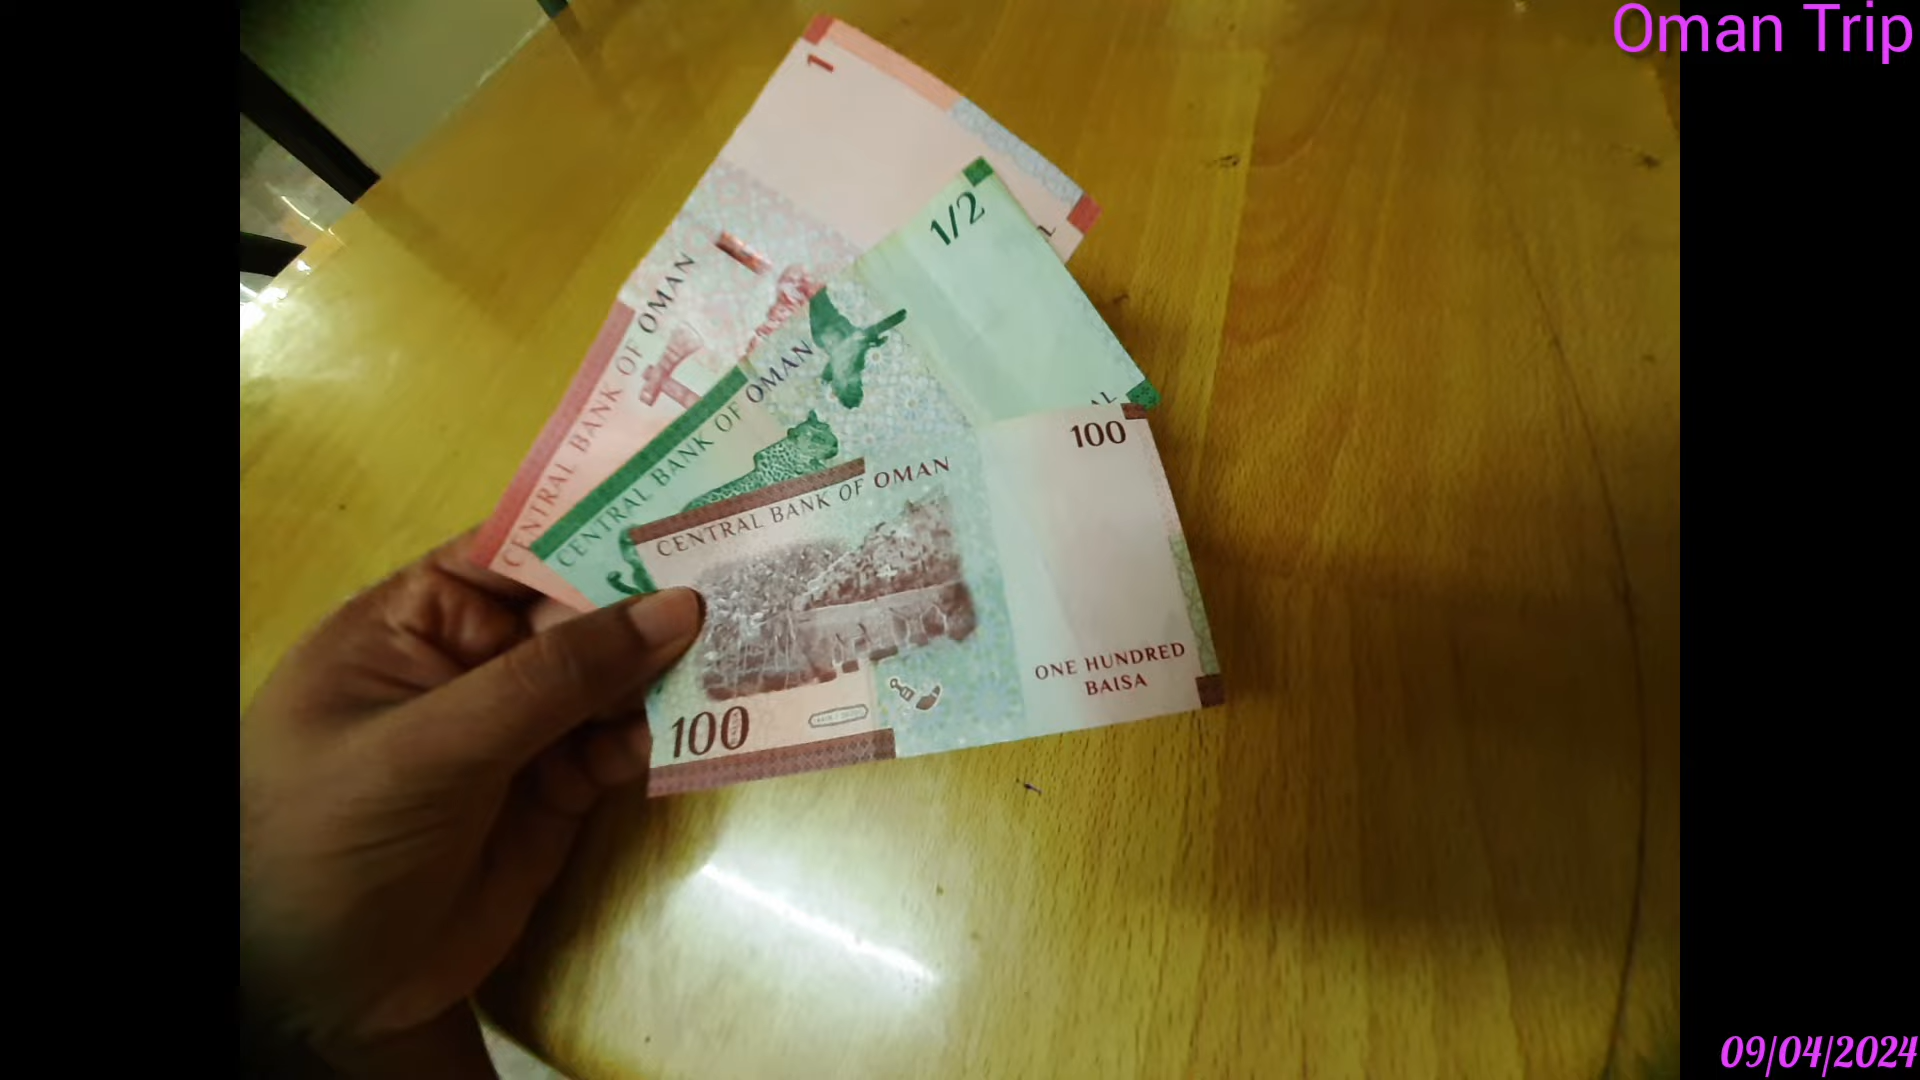 Oman Trip
1
CENTRAL BANK OF OMAN
1/2
CENTRAL BANK OF OMAN
AL
100
CENTRAL BANK OF OMAN
ONE HUNDRED
BAISA
100
09/04/2024